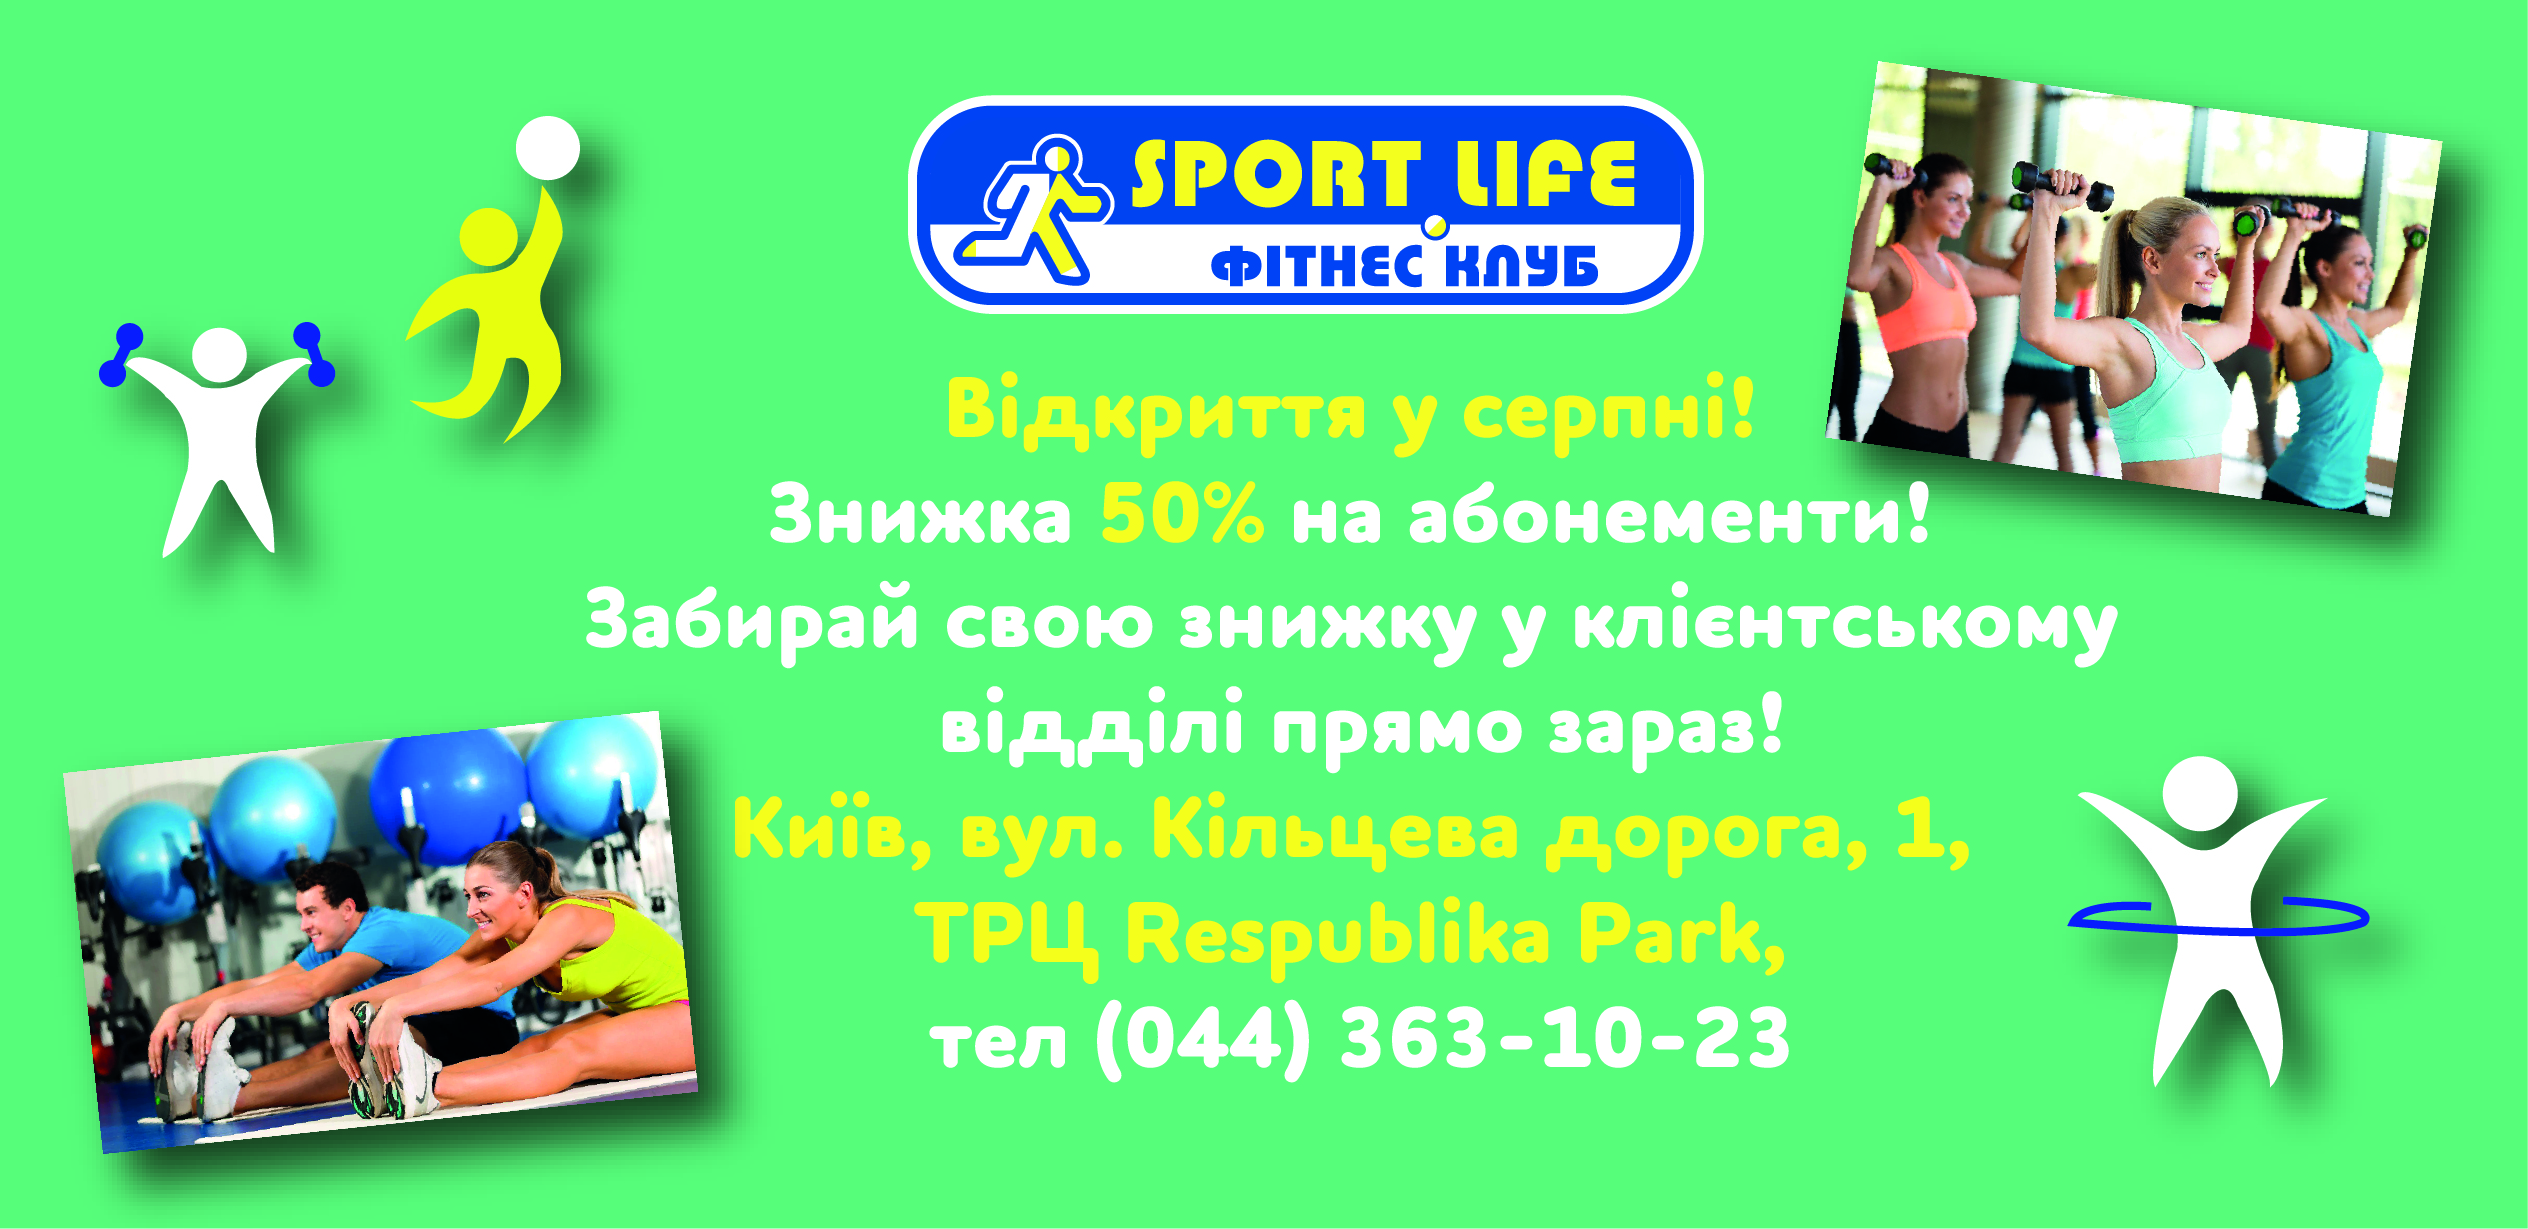 SPORT LIFE
ФІТНЕС КЛУБ
Відкриття у серпні!
Знижка 50% на абонементи!
Забирай свою знижку у клієнтському
відділі прямо зараз!
Київ, вул. Кільцева дорога, 1,
ТРЦ Respublika Park,
тел (044) 363-10-23